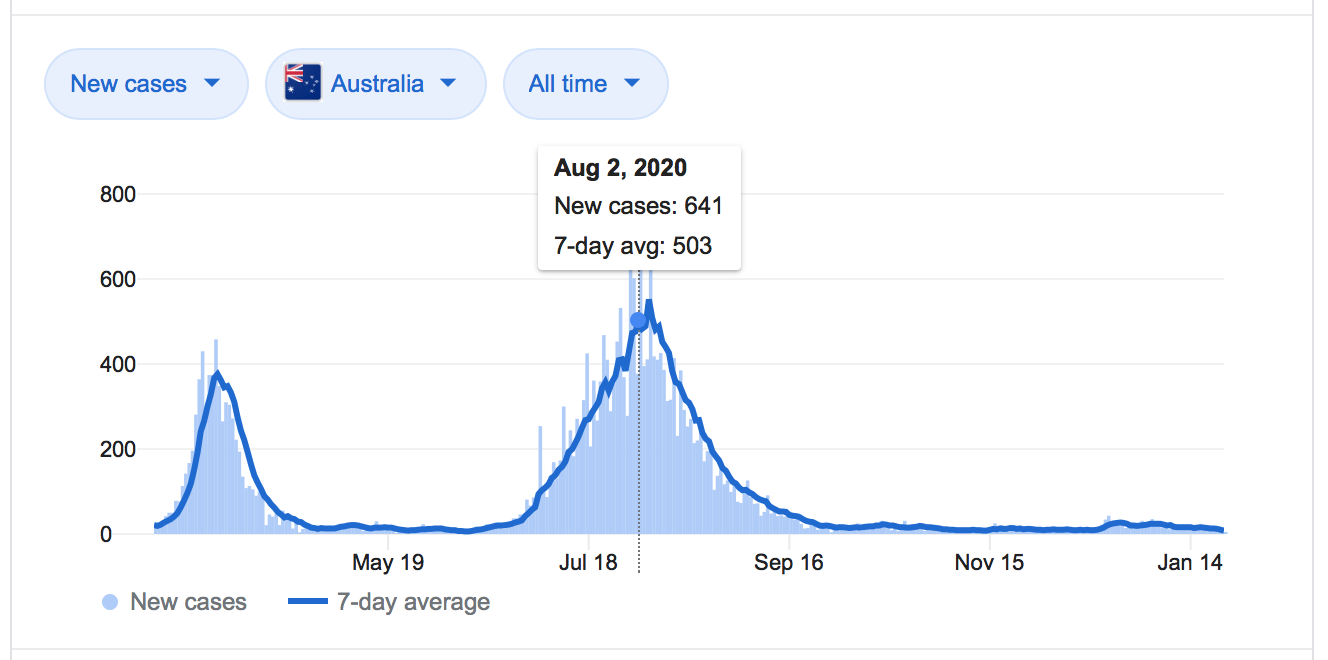 New cases Australia All time
Aug 2, 2020
New cases: 641
7-day avg: 503
800
600
400
200
0
May 19 Jul 18 Sep 16 Nov 15 Jan 14
New cases 7-day average